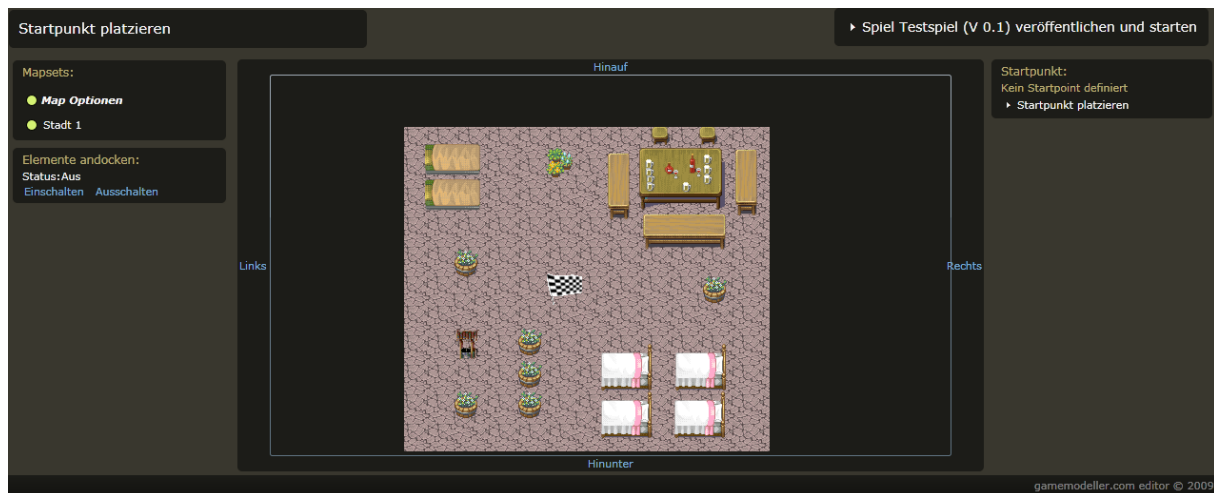 Startpunkt platzieren
Spiel Testspiel (V 0.1) veröffentlichen und starten
Mapsets:
Map Optionen
Stadt 1
Elemente andocken:
Status:Aus
Einschalten Ausschalten
Hinauf
Links
Rechts
Hinunter
Startpunkt:
Kein Startpoint definiert
Startpunkt platzieren
gamemodeller.com editor © 2009